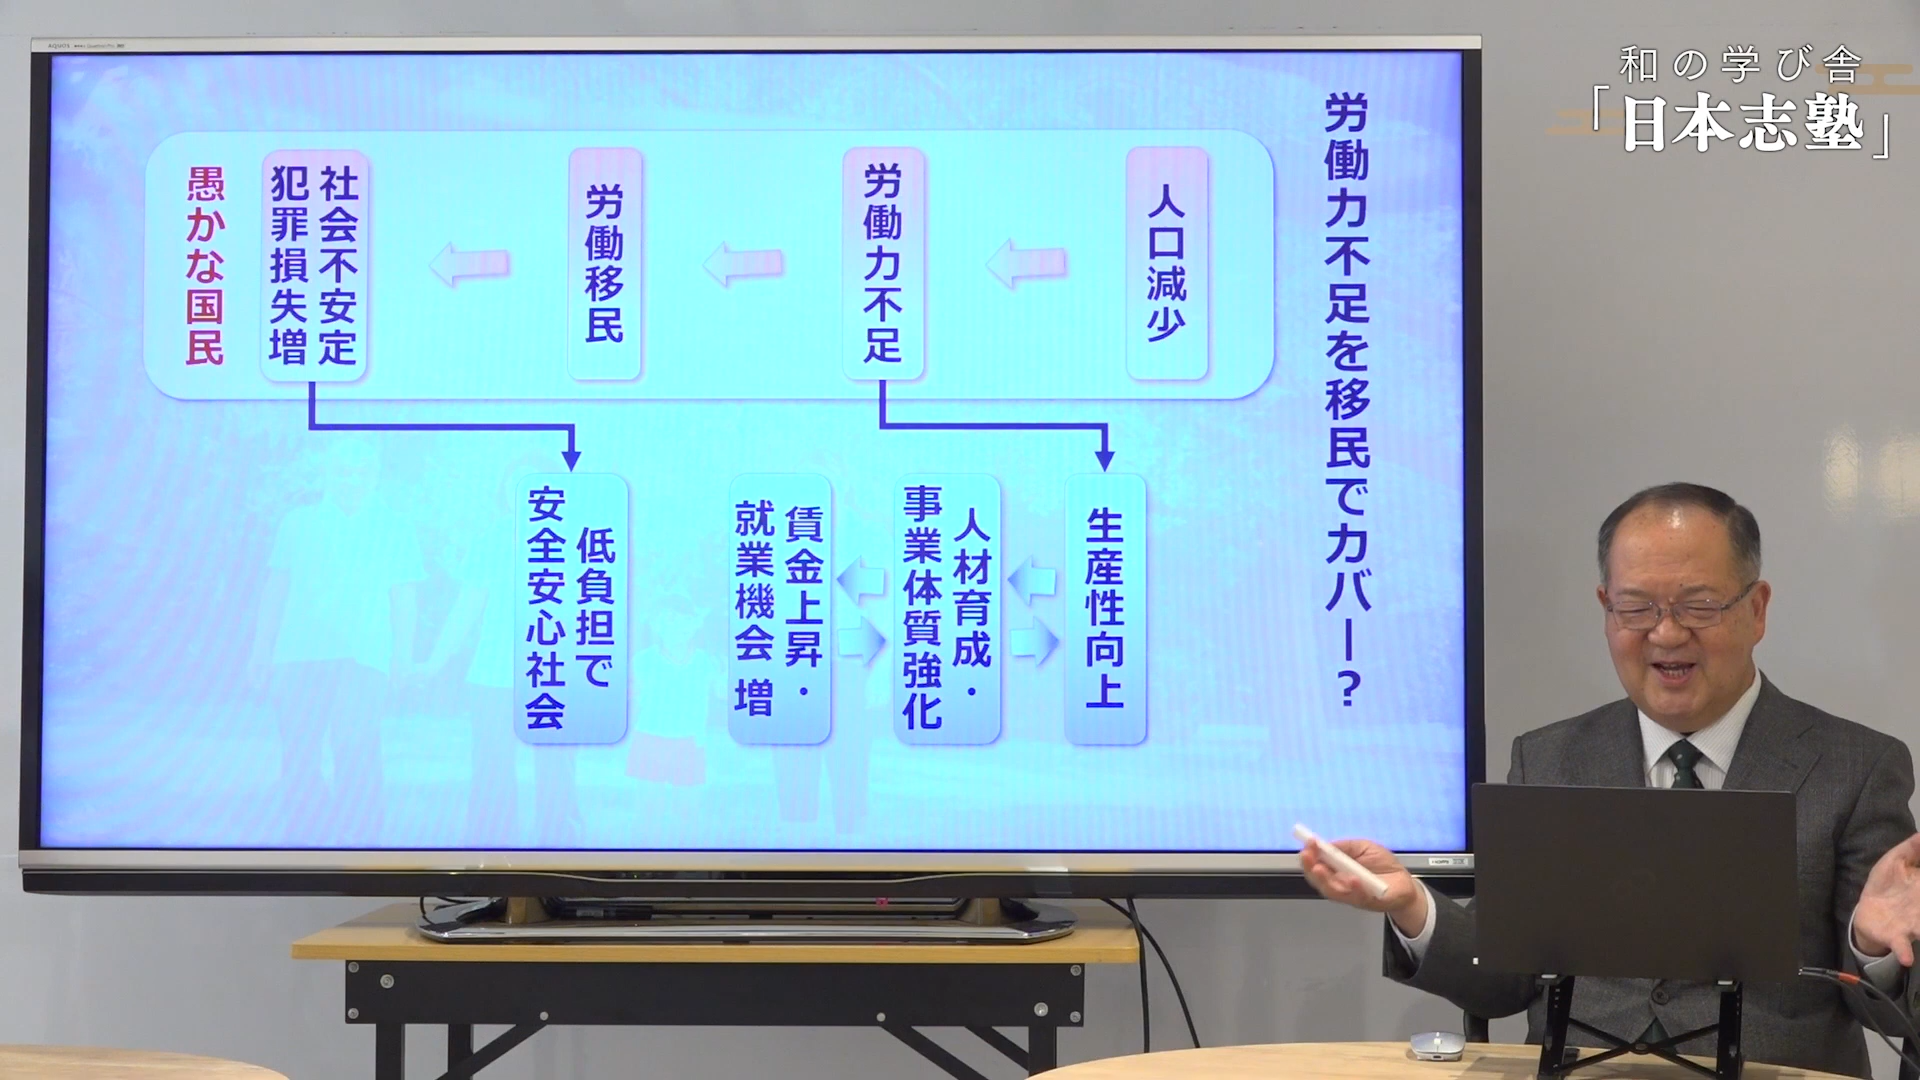 和の学び舎
「日本志塾」
労働力不足を移民でカバー？
人口減少
労働力不足
労働移民
社会不安定
犯罪損失増
愚かな国民
生産性向上
人材育成・
事業体質強化
賃金上昇・
就業機会 増
低負担で
安全安心社会
AQUOS
HDMI